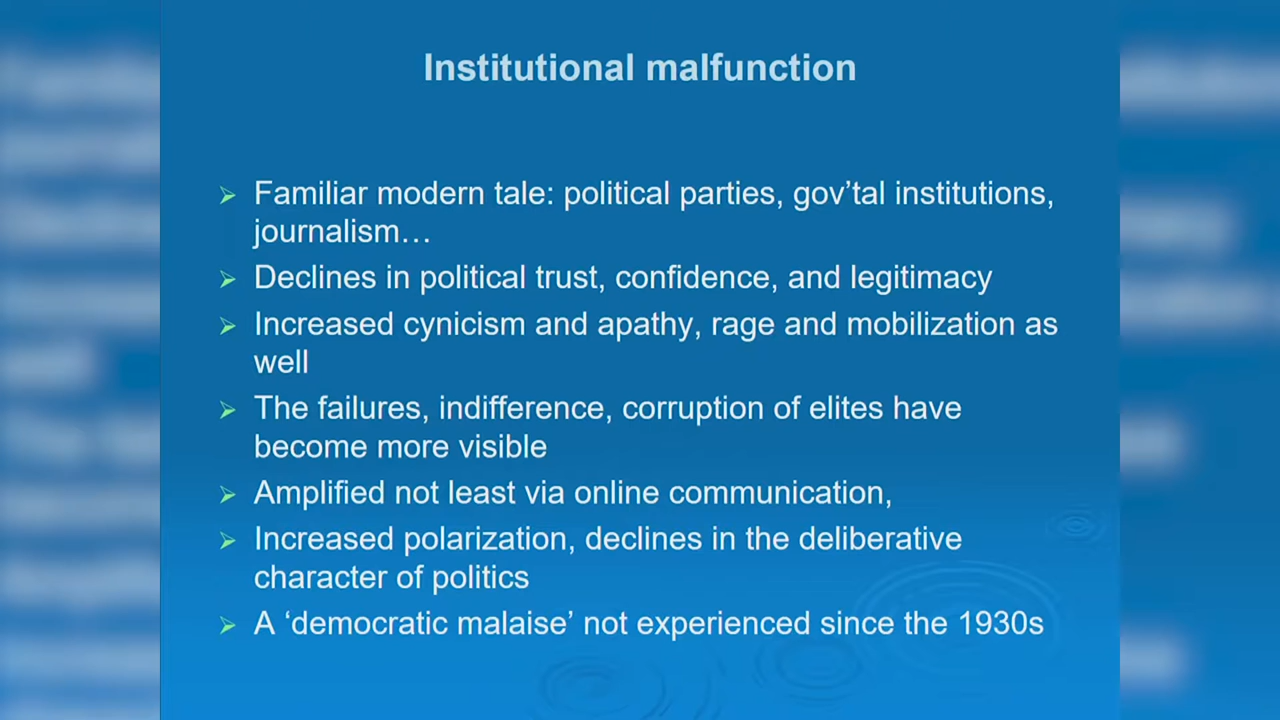 Institutional malfunction
Familiar modern tale: political parties, gov’tal institutions,
journalism…
Declines in political trust, confidence, and legitimacy
Increased cynicism and apathy, rage and mobilization as
well
The failures, indifference, corruption of elites have
become more visible
Amplified not least via online communication,
Increased polarization, declines in the deliberative
character of politics
A ‘democratic malaise’ not experienced since the 1930s